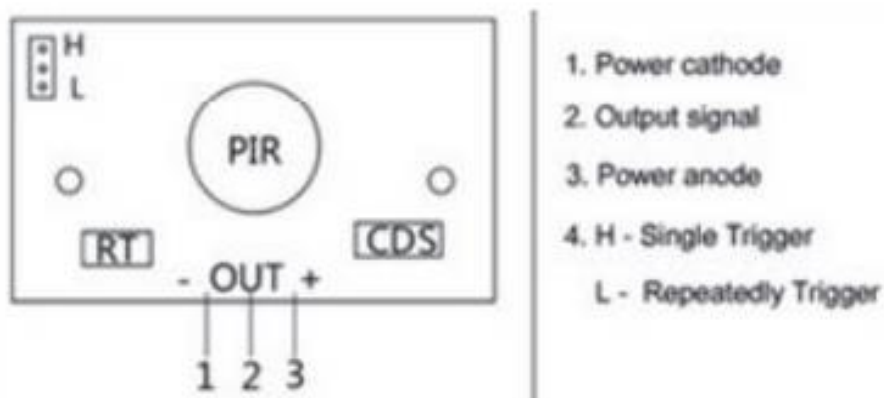 H
L
PIR
RT
CDS
- OUT +
1 2 3
1. Power cathode
2. Output signal
3. Power anode
4. H - Single Trigger
L - Repeatedly Trigger